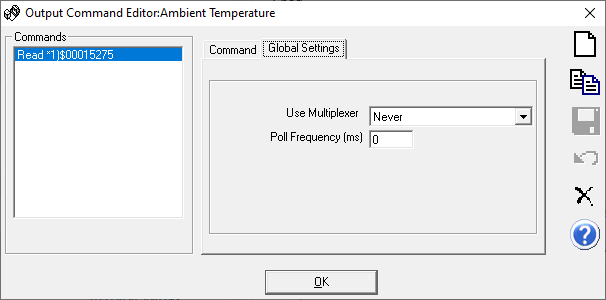 Output Command Editor:Ambient Temperature
Commands
Read *1)$00015275
Command
Global Settings
Use Multiplexer
Never
Poll Frequency (ms)
0
OK